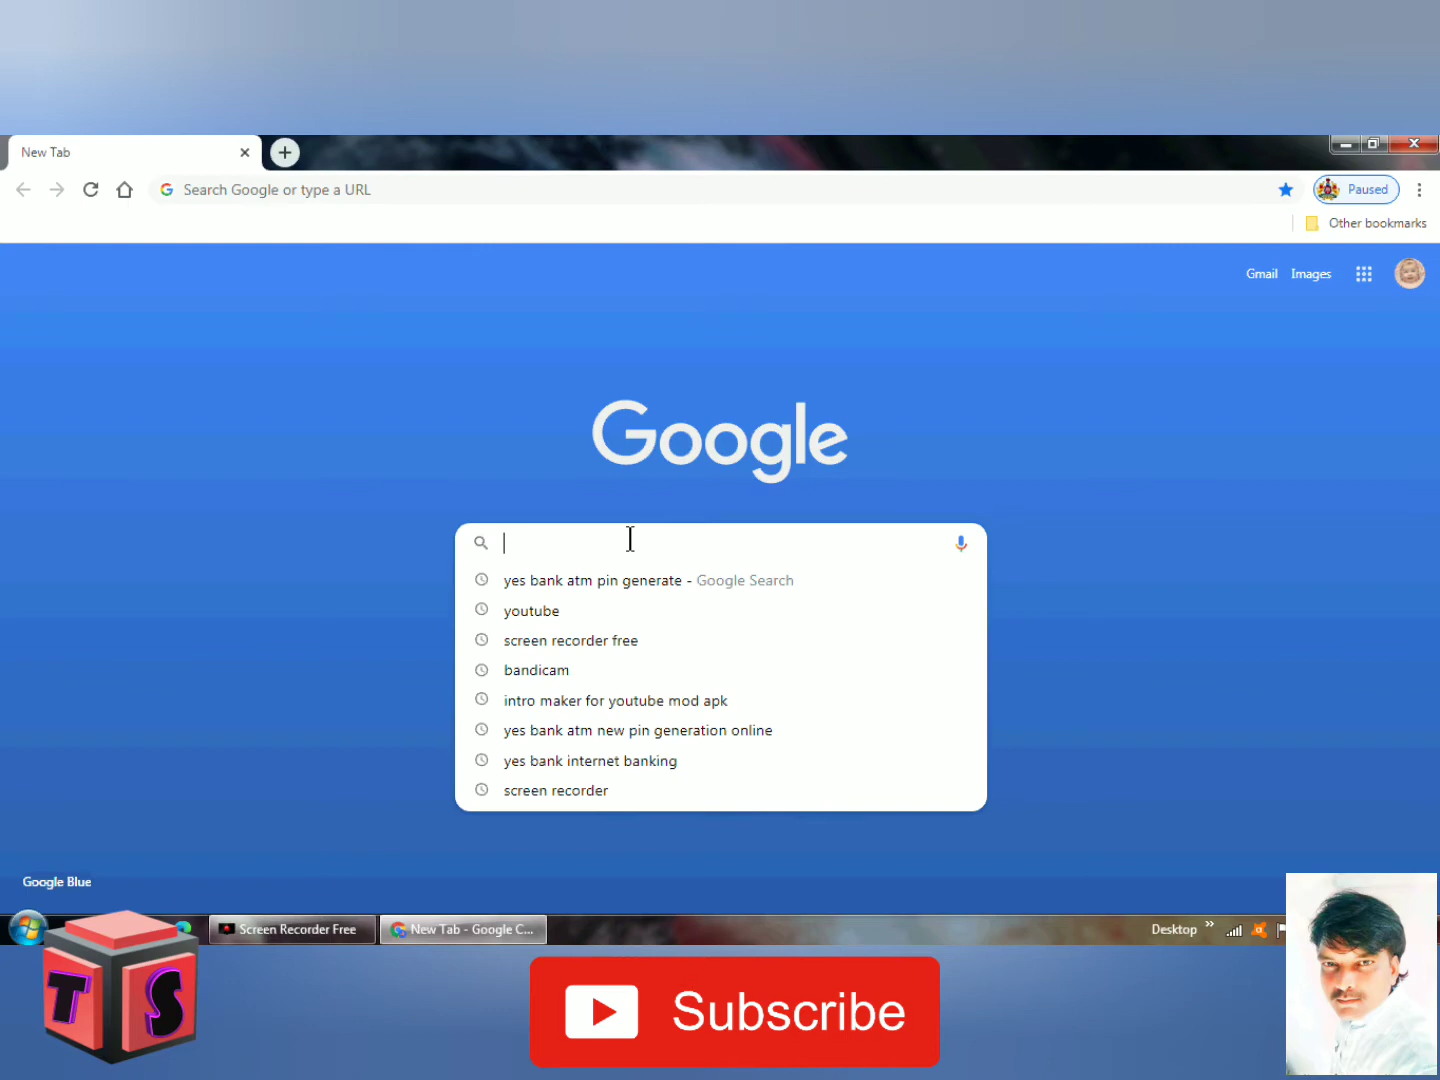 New Tab
Search Google or type a URL
Paused
Other bookmarks
Gmail Images
Google
yes bank atm pin generate - Google Search
youtube
screen recorder free
bandicam
intro maker for youtube mod apk
yes bank atm new pin generation online
yes bank internet banking
screen recorder
Google Blue
Screen Recorder Free
New Tab - Google C...
Desktop
T S
Subscribe